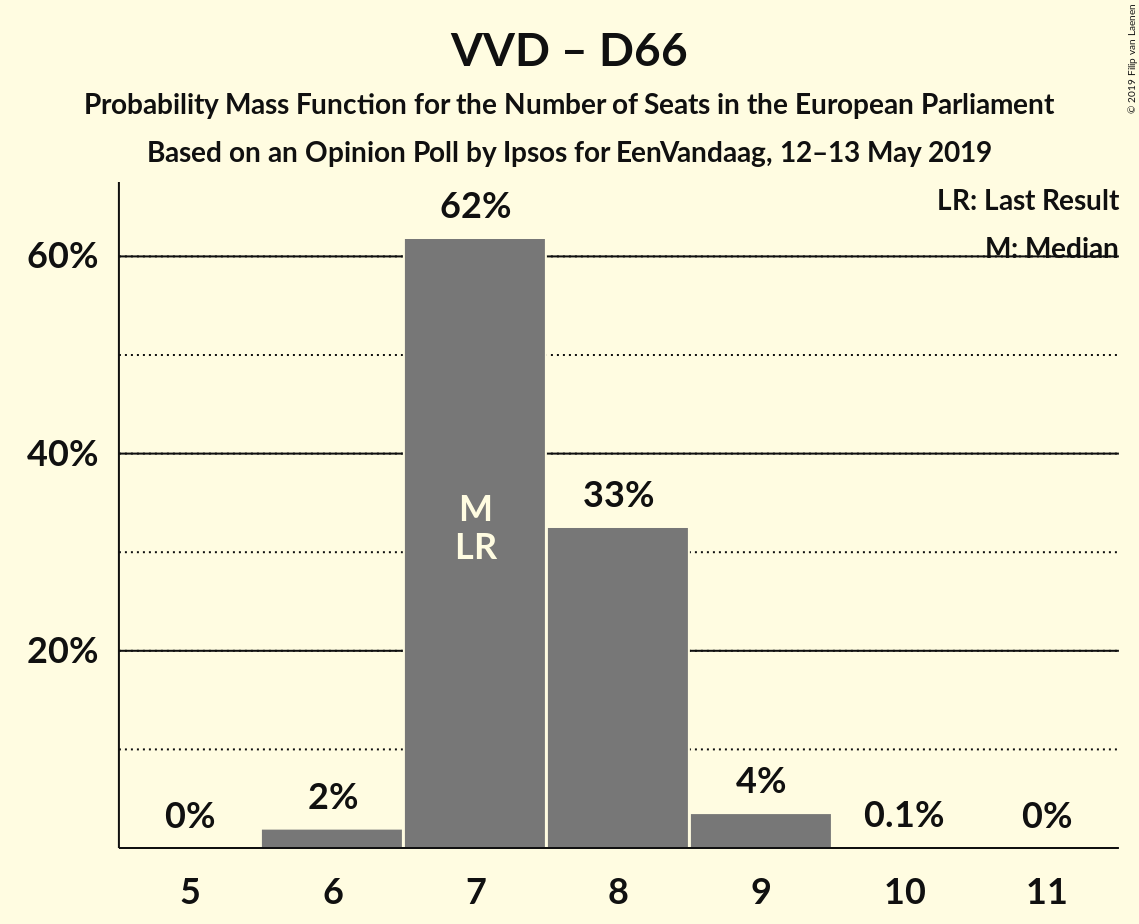 VVD – D66
Probability Mass Function for the Number of Seats in the European Parliament
Based on an Opinion Poll by Ipsos for EenVandaag, 12–13 May 2019
© 2019 Filip van Laenen
LR: Last Result
M: Median
60%
40%
20%
0%
2%
62%
M
LR
33%
4%
0.1%
0%
5 6 7 8 9 10 11